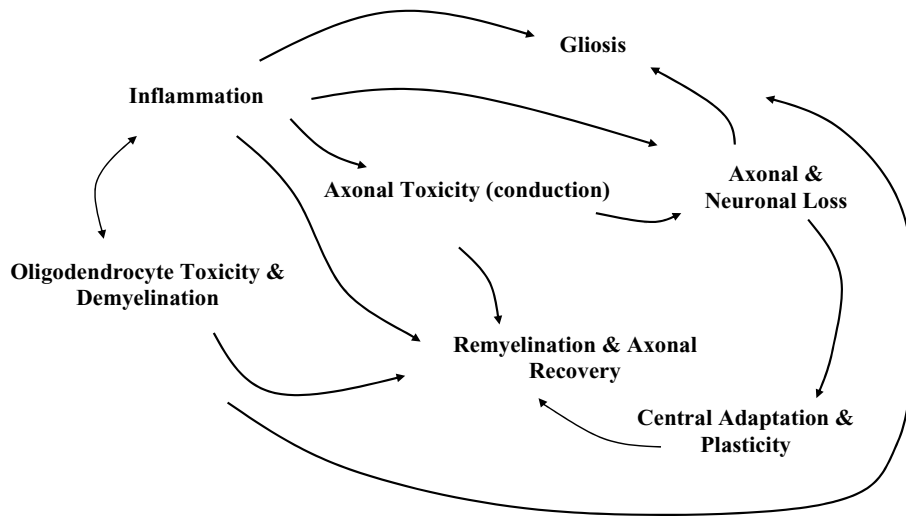 Gliosis
Inflammation
Axonal Toxicity (conduction)
Axonal &
Neuronal Loss
Oligodendrocyte Toxicity &
Demyelination
Remyelination & Axonal
Recovery
Central Adaptation &
Plasticity